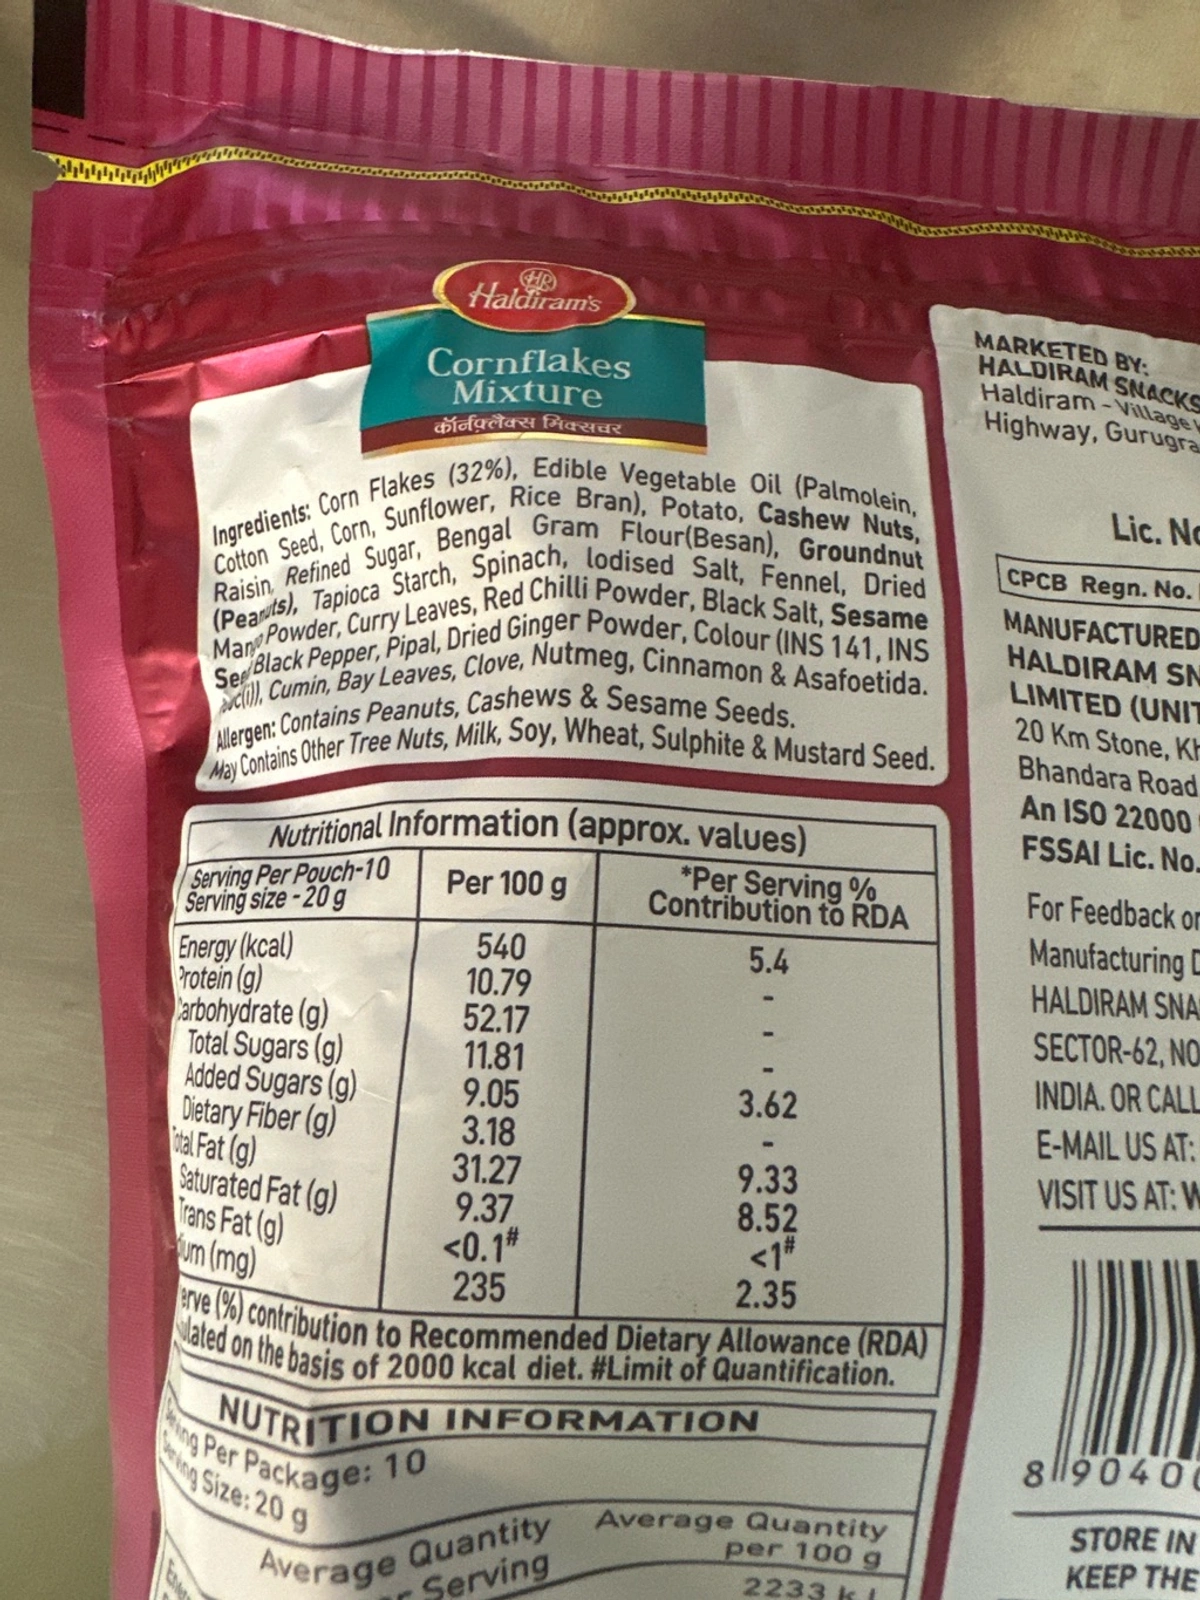 HR
Haldiram's
Cornflakes
Mixture
कॉर्नफ़्लैक्स मिक्सचर
Ingredients: Corn Flakes (32%), Edible Vegetable Oil (Palmolein,
Cotton Seed, Corn, Sunflower, Rice Bran), Potato, Cashew Nuts,
Raisin, Refined Sugar, Bengal Gram Flour(Besan), Groundnut
(Peanuts), Tapioca Starch, Spinach, Iodised Salt, Fennel, Dried
Mango Powder, Curry Leaves, Red Chilli Powder, Black Salt, Sesame
Black Pepper, Pipal, Dried Ginger Powder, Colour (INS 141, INS
Cumin, Bay Leaves, Clove, Nutmeg, Cinnamon & Asafoetida.
Allergen: Contains Peanuts, Cashews & Sesame Seeds.
May Contains Other Tree Nuts, Milk, Soy, Wheat, Sulphite & Mustard Seed.
Nutritional Information (approx. values)
Serving Per Pouch-10
Serving size - 20 g
Per 100 g
*Per Serving %
Contribution to RDA
Energy (kcal) 540 5.4
Protein (g) 10.79 -
Carbohydrate (g) 52.17 -
Total Sugars (g) 11.81 -
Added Sugars (g) 9.05 3.62
Dietary Fiber (g) 3.18 -
Total Fat (g) 31.27 9.33
Saturated Fat (g) 9.37 8.52
Trans Fat (g) <0.1# <1#
(mg) 235 2.35
(%) contribution to Recommended Dietary Allowance (RDA)
on the basis of 2000 kcal diet. #Limit of Quantification.
NUTRITION INFORMATION
Serving Per Package: 10
Serving Size: 20 g
Average Quantity
Serving
Average Quantity
per 100 g
2233
MARKETED BY:
HALDIRAM SNACKS
Haldiram - Village
Highway,
Lic.
CPCB Regn. No.
MANUFACTURED
HALDIRAM
LIMITED
20 Km Stone,
Bhandara Road
An ISO 22000
FSSAI Lic. No.
For Feedback or
Manufacturing
HALDIRAM
SECTOR-62,
INDIA. OR CALL
E-MAIL US AT:
VISIT US AT:
8 9040
STORE IN
KEEP THE